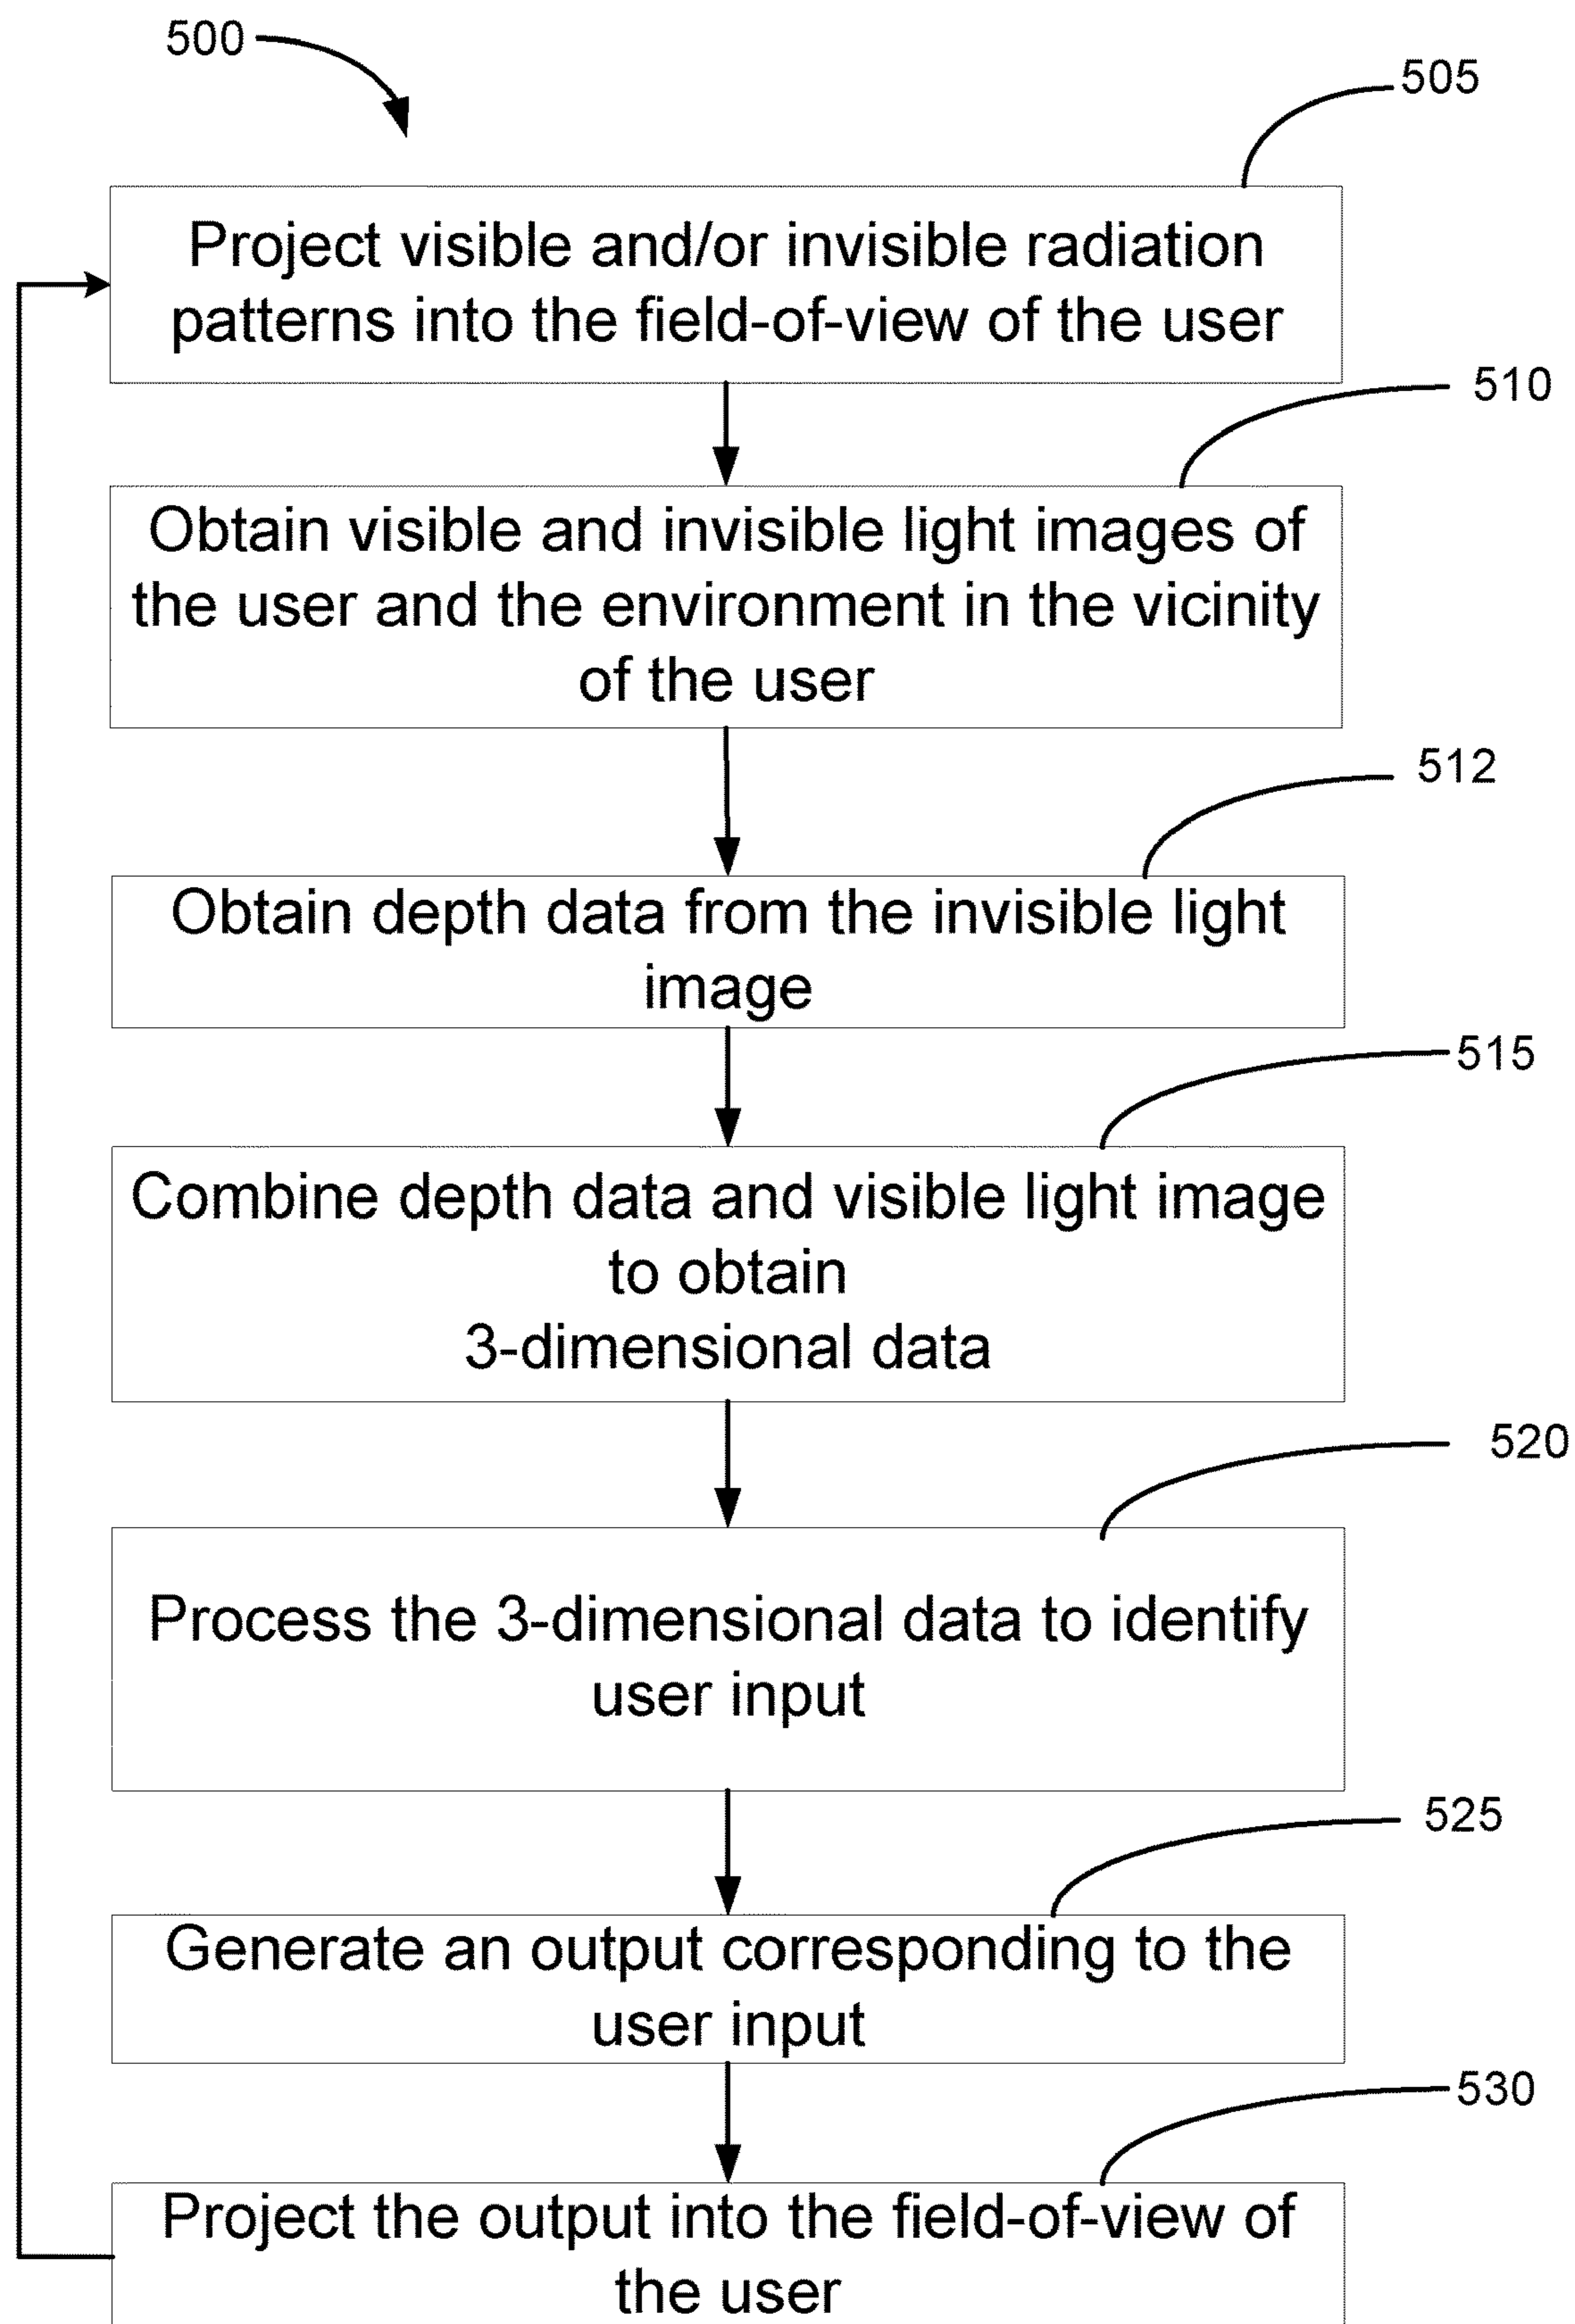 500
505
Project visible and/or invisible radiation
patterns into the field-of-view of the user
510
Obtain visible and invisible light images of
the user and the environment in the vicinity
of the user
512
Obtain depth data from the invisible light
image
515
Combine depth data and visible light image
to obtain
3-dimensional data
520
Process the 3-dimensional data to identify
user input
525
Generate an output corresponding to the
user input
530
Project the output into the field-of-view of
the user